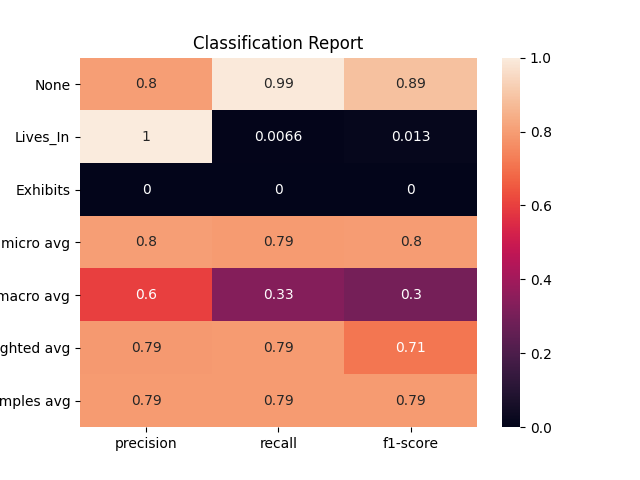 Classification Report
None 0.8 0.99 0.89 1.0
Lives_In 1 0.0066 0.013 0.8
Exhibits 0 0 0 0.6
micro avg 0.8 0.79 0.8
macro avg 0.6 0.33 0.3 0.4
ghted avg 0.79 0.79 0.71 0.2
mples avg 0.79 0.79 0.79 0.0
precision recall f1-score